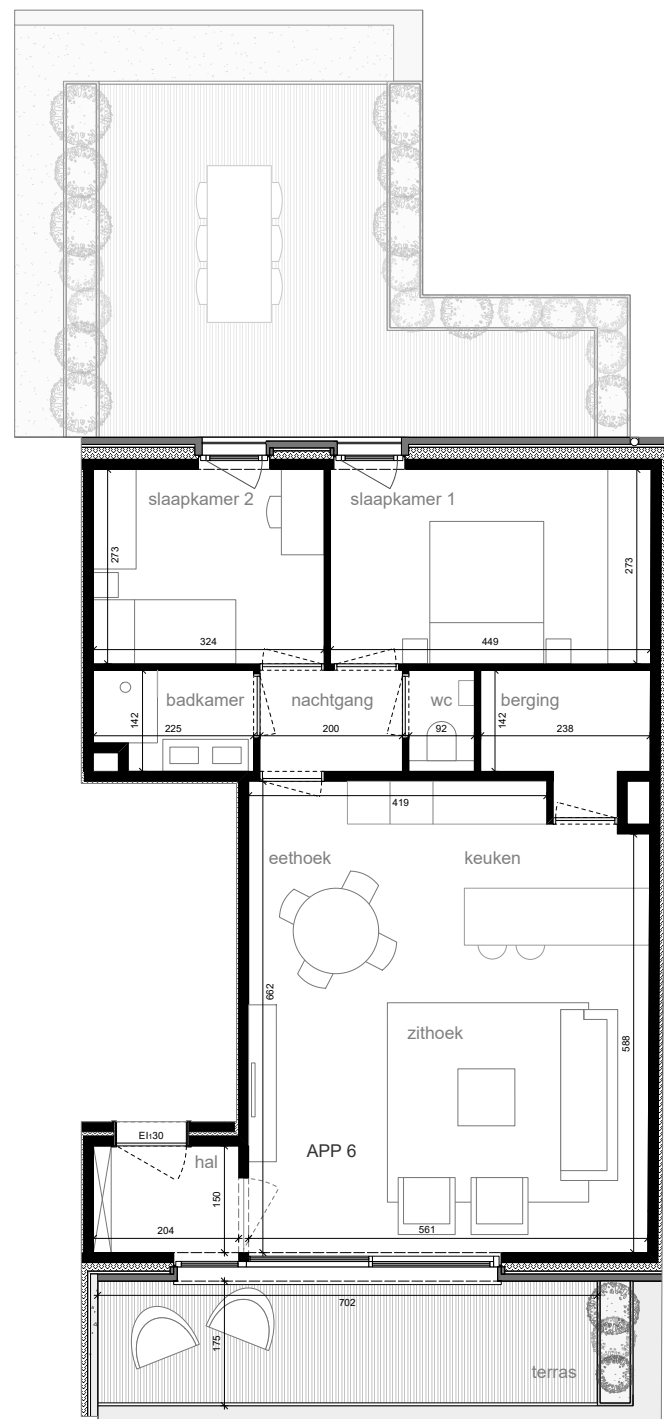 slaapkamer 2
slaapkamer 1
273
273
324
449
badkamer
nachtgang
wc
berging
142
142
225
200
92
238
419
eethoek
keuken
662
588
zithoek
EI₁30
APP 6
hal
150
204
561
702
175
terras